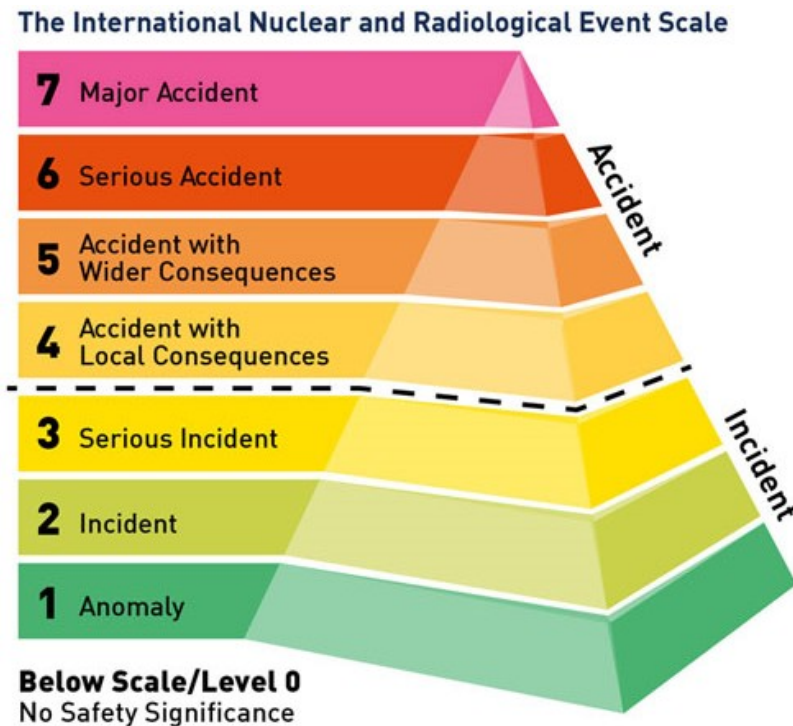 The International Nuclear and Radiological Event Scale
7 Major Accident
6 Serious Accident
5 Accident with
Wider Consequences
4 Accident with
Local Consequences
3 Serious Incident
2 Incident
1 Anomaly
Accident
Incident
Below Scale/Level 0
No Safety Significance